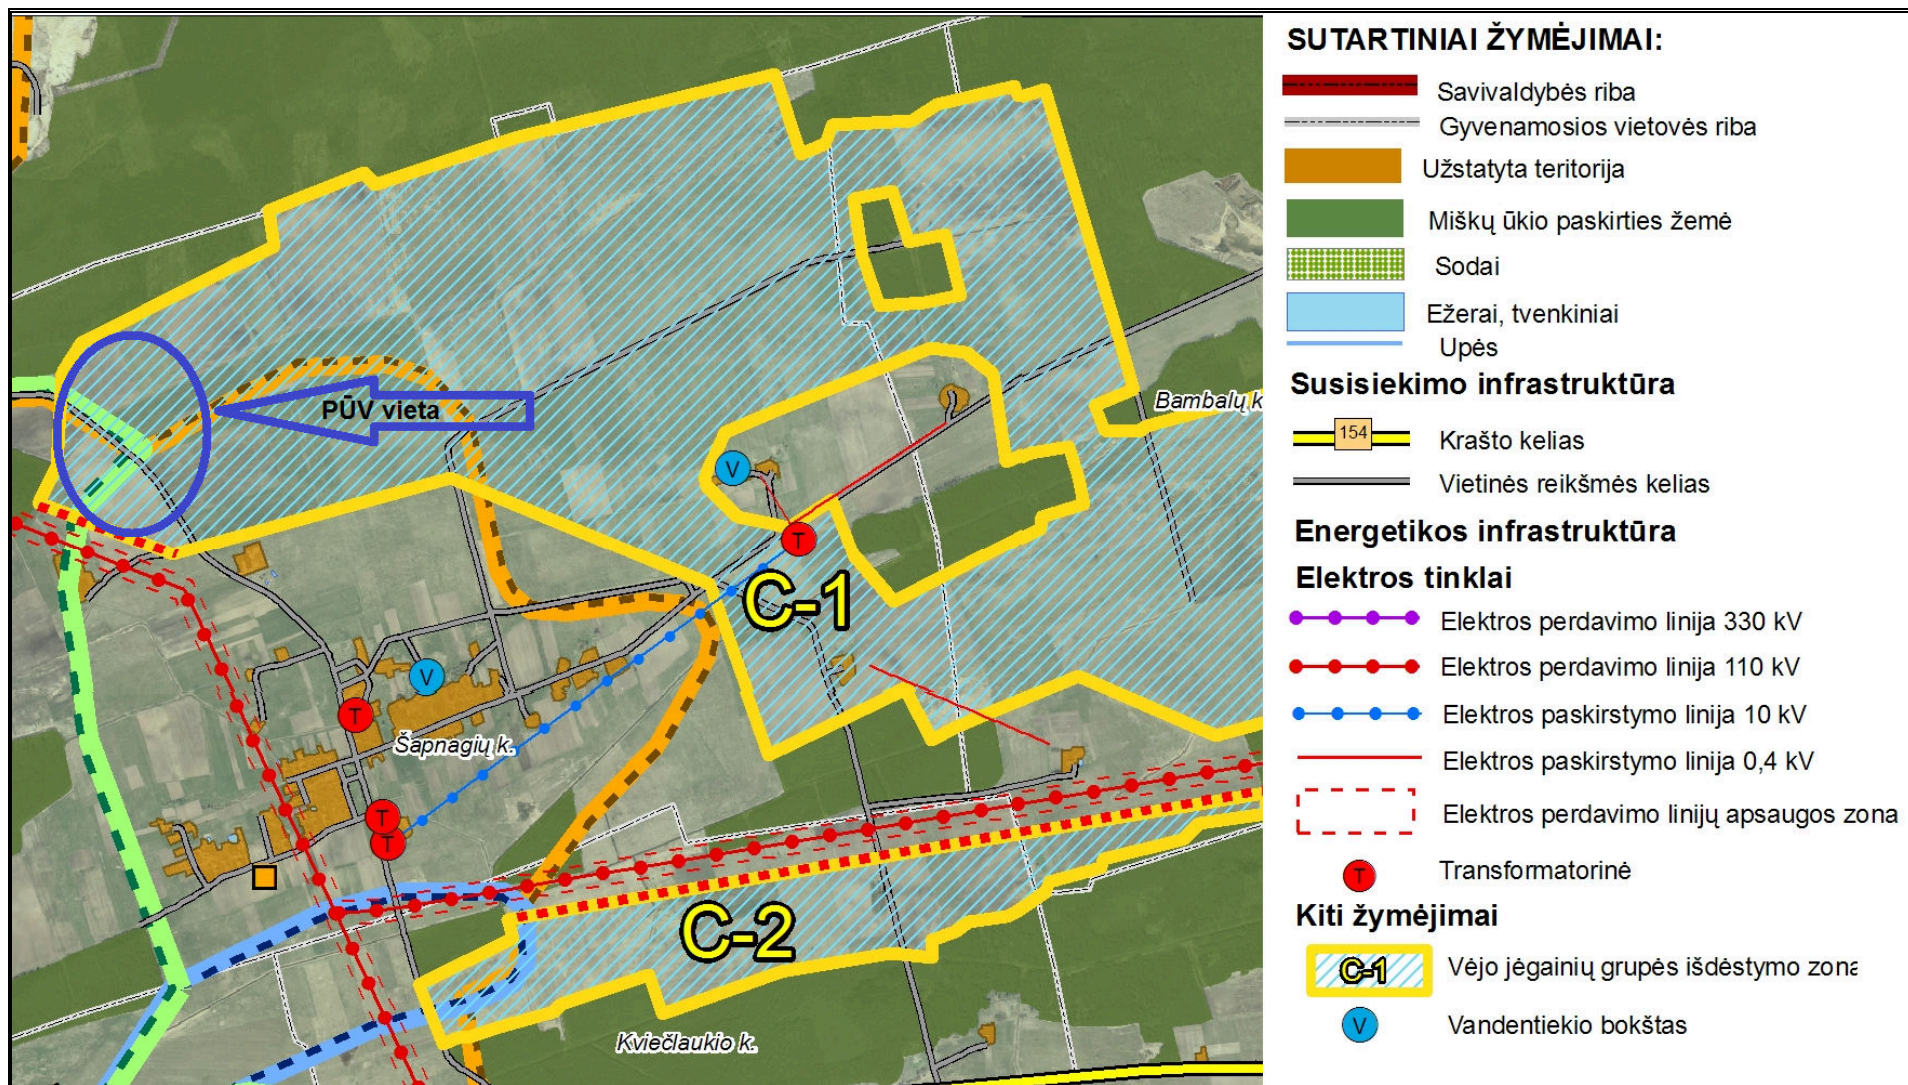 PŪV vieta
Bambalų k
V
T
C-1
V
T
Šapnagių k.
T
T
C-2
Kviečlaukio k.
SUTARTINIAI ŽYMĖJIMAI:
Savivaldybės riba
Gyvenamosios vietovės riba
Užstatyta teritorija
Miškų ūkio paskirties žemė
Sodai
Ežerai, tvenkiniai
Upės
Susisiekimo infrastruktūra
154 Krašto kelias
Vietinės reikšmės kelias
Energetikos infrastruktūra
Elektros tinklai
Elektros perdavimo linija 330 kV
Elektros perdavimo linija 110 kV
Elektros paskirstymo linija 10 kV
Elektros paskirstymo linija 0,4 kV
Elektros perdavimo linijų apsaugos zona
T Transformatorinė
Kiti žymėjimai
C-1 Vėjo jėgainių grupės išdėstymo zona
V Vandentiekio bokštas